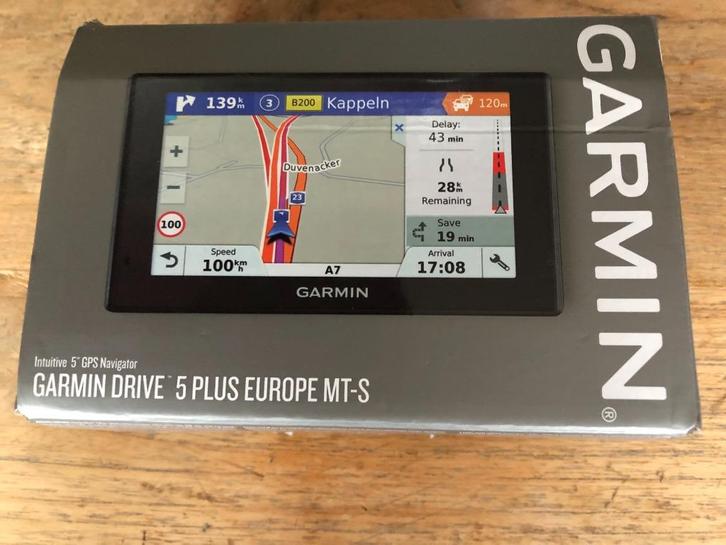 139 km 3 B200 Kappeln 120m
Delay:
43 min
+
Duvenacker
28 km
Remaining
−
23
100
Save
19 min
Speed
100 km/h
A7
Arrival
17:08
GARMIN
GARMIN®
Intuitive 5" GPS Navigator
GARMIN DRIVE™ 5 PLUS EUROPE MT-S